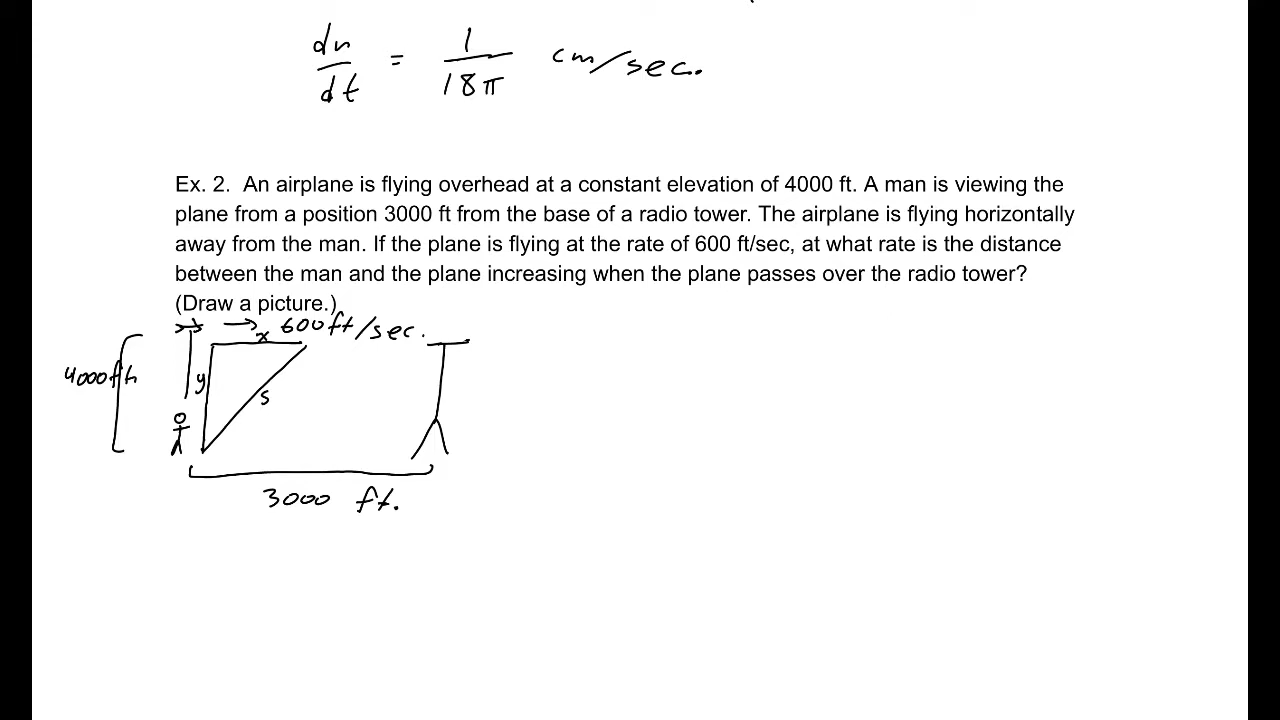 dr/dt = 1/18π cm/sec.
Ex. 2. An airplane is flying overhead at a constant elevation of 4000 ft. A man is viewing the
plane from a position 3000 ft from the base of a radio tower. The airplane is flying horizontally
away from the man. If the plane is flying at the rate of 600 ft/sec, at what rate is the distance
between the man and the plane increasing when the plane passes over the radio tower?
(Draw a picture.)
x 600 ft/sec.
4000 ft
y
s
3000 ft.